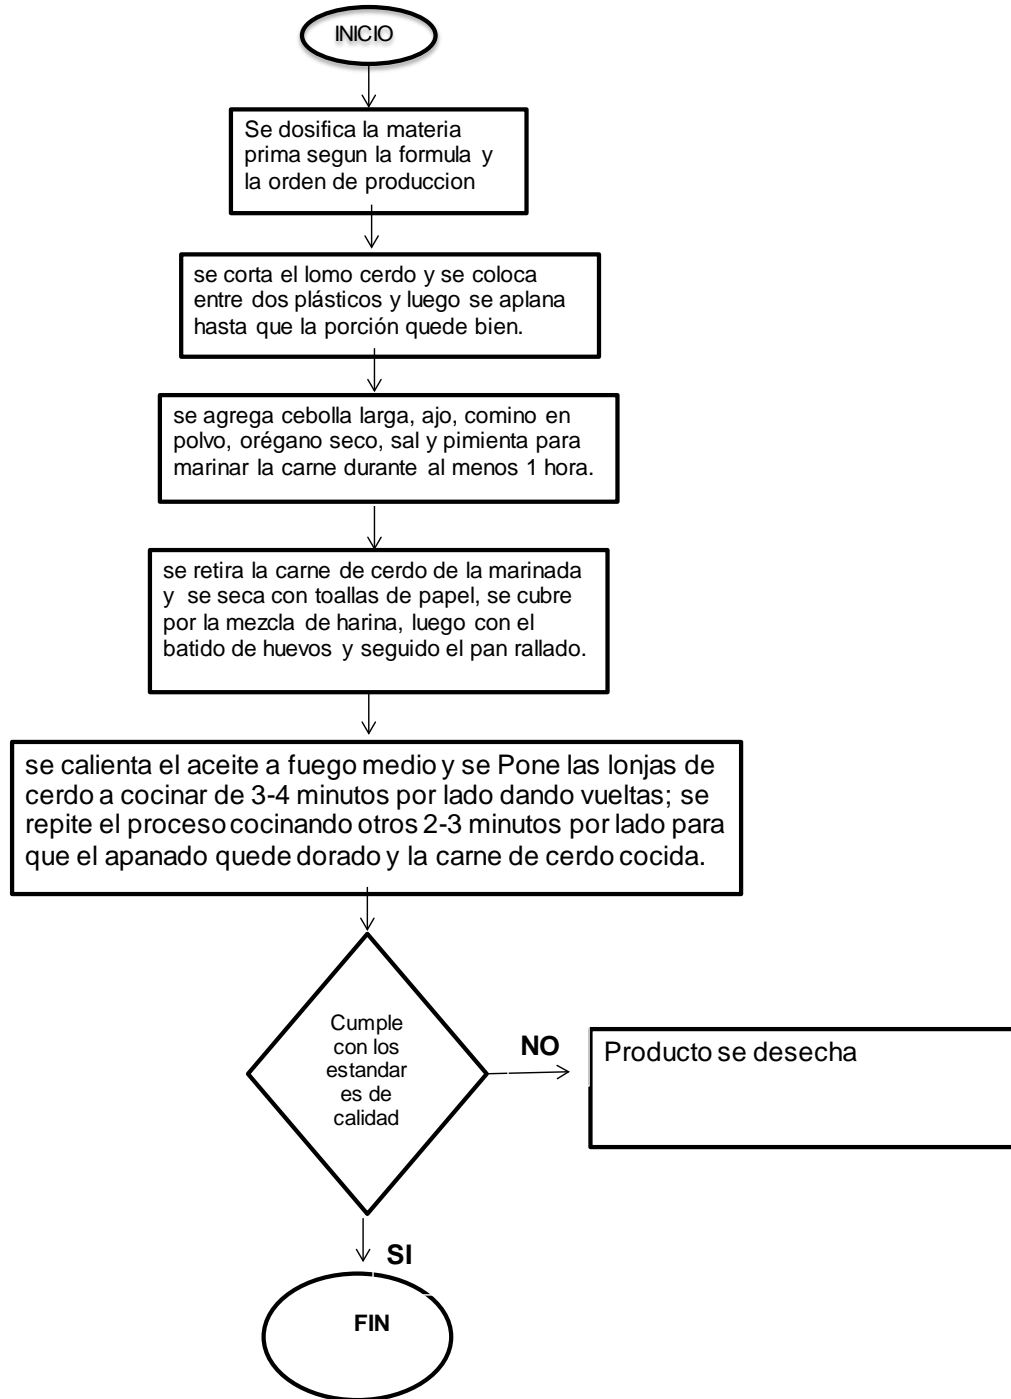 INICIO
Se dosifica la materia
prima segun la formula y
la orden de produccion
se corta el lomo cerdo y se coloca
entre dos plásticos y luego se aplana
hasta que la porción quede bien.
se agrega cebolla larga, ajo, comino en
polvo, orégano seco, sal y pimienta para
marinar la carne durante al menos 1 hora.
se retira la carne de cerdo de la marinada
y se seca con toallas de papel, se cubre
por la mezcla de harina, luego con el
batido de huevos y seguido el pan rallado.
se calienta el aceite a fuego medio y se Pone las lonjas de
cerdo a cocinar de 3-4 minutos por lado dando vueltas; se
repite el proceso cocinando otros 2-3 minutos por lado para
que el apanado quede dorado y la carne de cerdo cocida.
Cumple
con los
estandar
es de
calidad
NO
Producto se desecha
SI
FIN